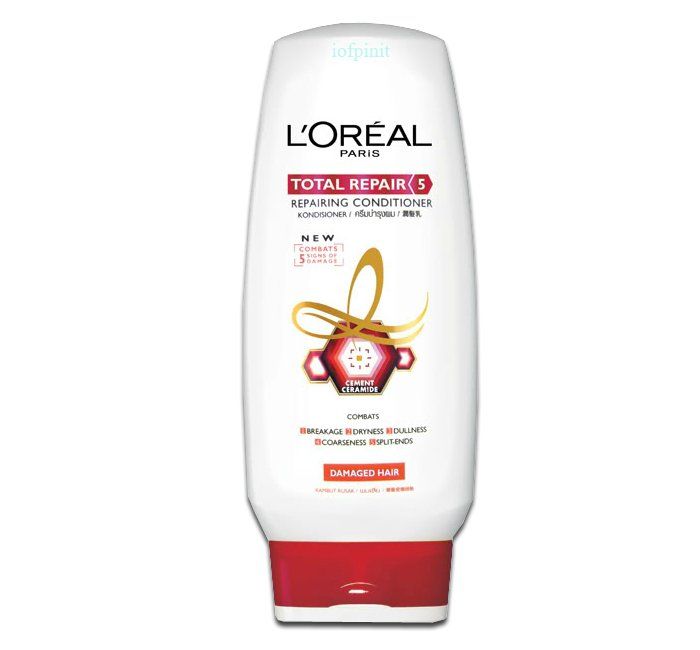 iofpinit
L'ORÉAL
PARIS
TOTAL REPAIR 5
REPAIRING CONDITIONER
KONDISIONER / ครีมบำรุงผม / 潤髮乳
NEW
COMBATS
5 SIGNS OF
DAMAGE
CEMENT
CERAMIDE
COMBATS
1 BREAKAGE 2 DRYNESS 3 DULLNESS
4 COARSENESS 5 SPLIT-ENDS
DAMAGED HAIR
RAMBUT ROSAK /